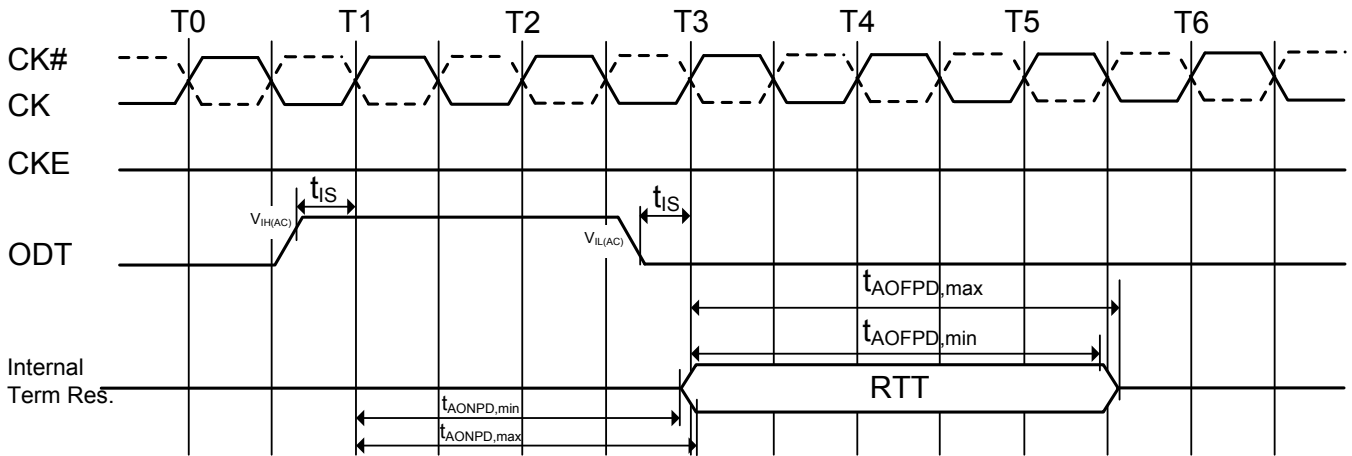 T0 T1 T2 T3 T4 T5 T6
CK#
CK
CKE
tIS
tIS
VIH(AC)
VIL(AC)
ODT
tAOFPD,max
tAOFPD,min
Internal
Term Res.
RTT
tAONPD,min
tAONPD,max